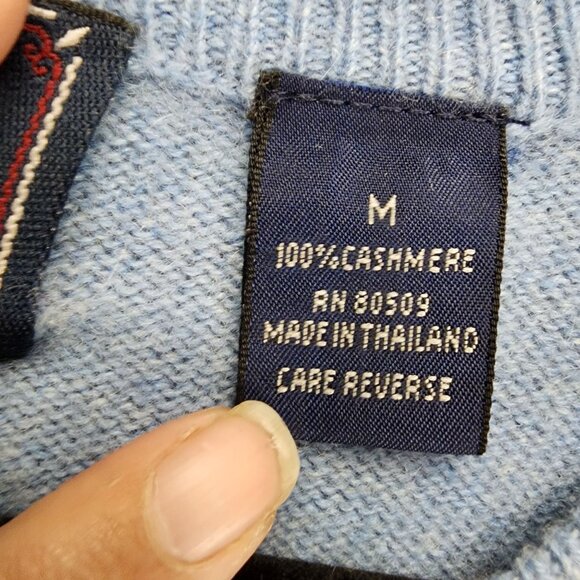 M
100%CASHMERE
RN 80509
MADE IN THAILAND
CARE REVERSE